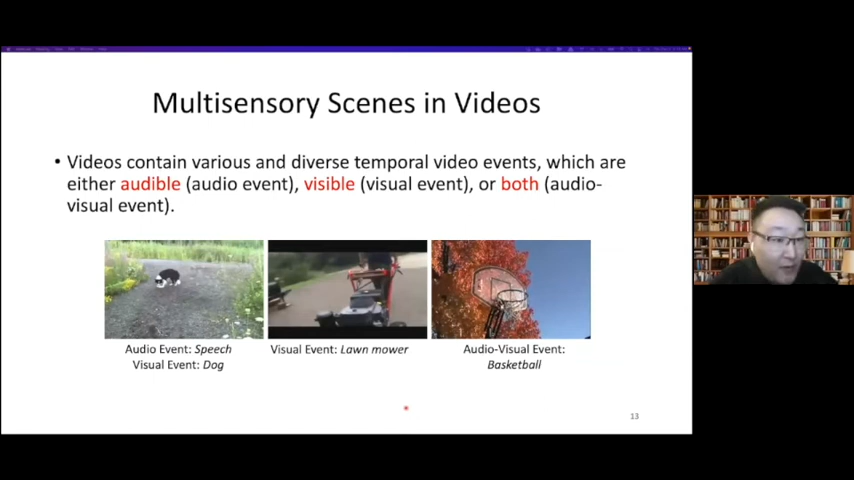 Multisensory Scenes in Videos
• Videos contain various and diverse temporal video events, which are
either audible (audio event), visible (visual event), or both (audio-
visual event).
Audio Event: Speech
Visual Event: Dog
Visual Event: Lawn mower
Audio-Visual Event:
Basketball
13